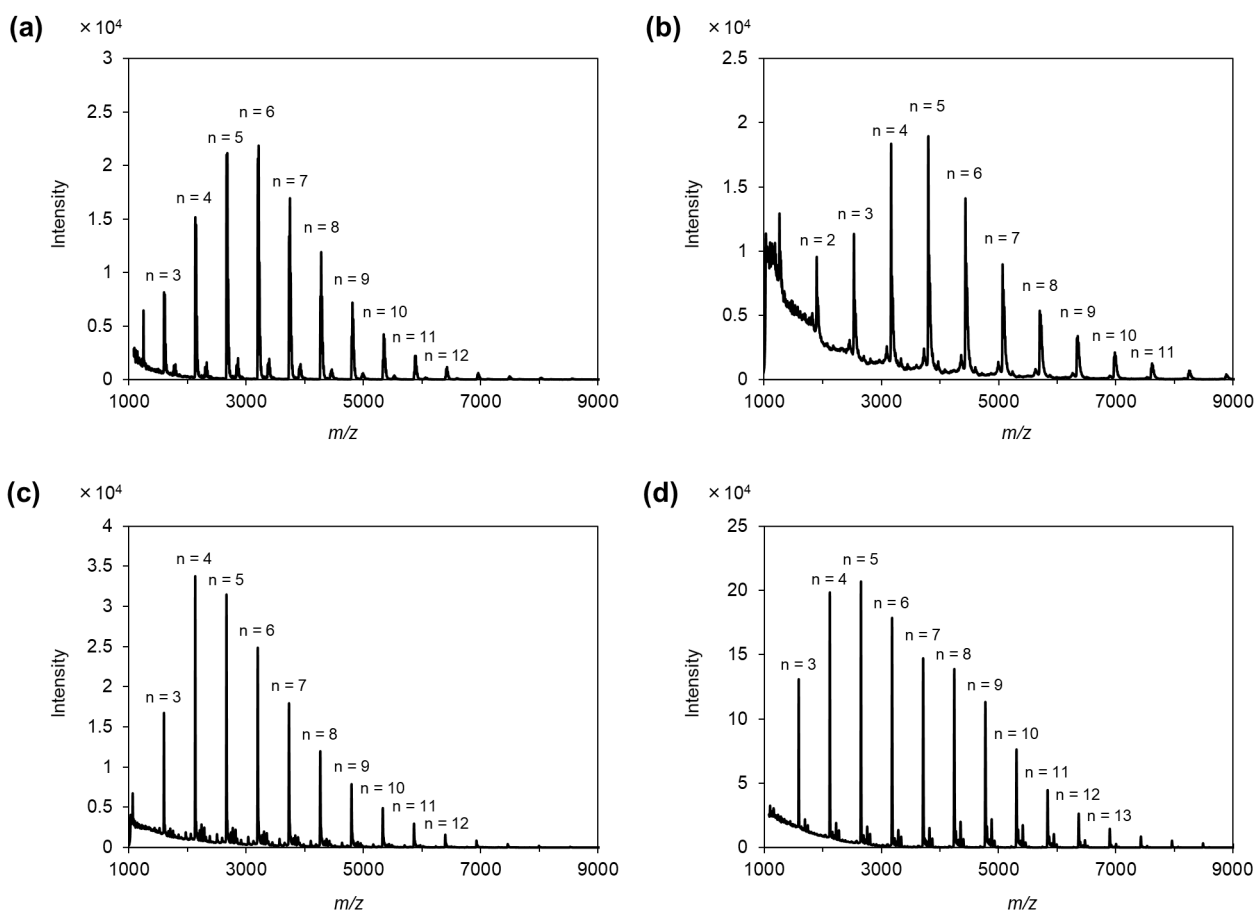 (a)
× 10⁴
3
2.5
2
1.5
1
0.5
0
Intensity
n = 3
n = 4
n = 5
n = 6
n = 7
n = 8
n = 9
n = 10
n = 11
n = 12
1000 3000 5000 7000 9000
m/z
(b)
× 10⁴
2.5
2
1.5
1
0.5
0
Intensity
n = 2
n = 3
n = 4
n = 5
n = 6
n = 7
n = 8
n = 9
n = 10
n = 11
1000 3000 5000 7000 9000
m/z
(c)
× 10⁴
4
3.5
3
2.5
2
1.5
1
0.5
0
Intensity
n = 3
n = 4
n = 5
n = 6
n = 7
n = 8
n = 9
n = 10
n = 11
n = 12
1000 3000 5000 7000 9000
m/z
(d)
× 10⁴
25
20
15
10
5
0
Intensity
n = 3
n = 4
n = 5
n = 6
n = 7
n = 8
n = 9
n = 10
n = 11
n = 12
n = 13
1000 3000 5000 7000 9000
m/z